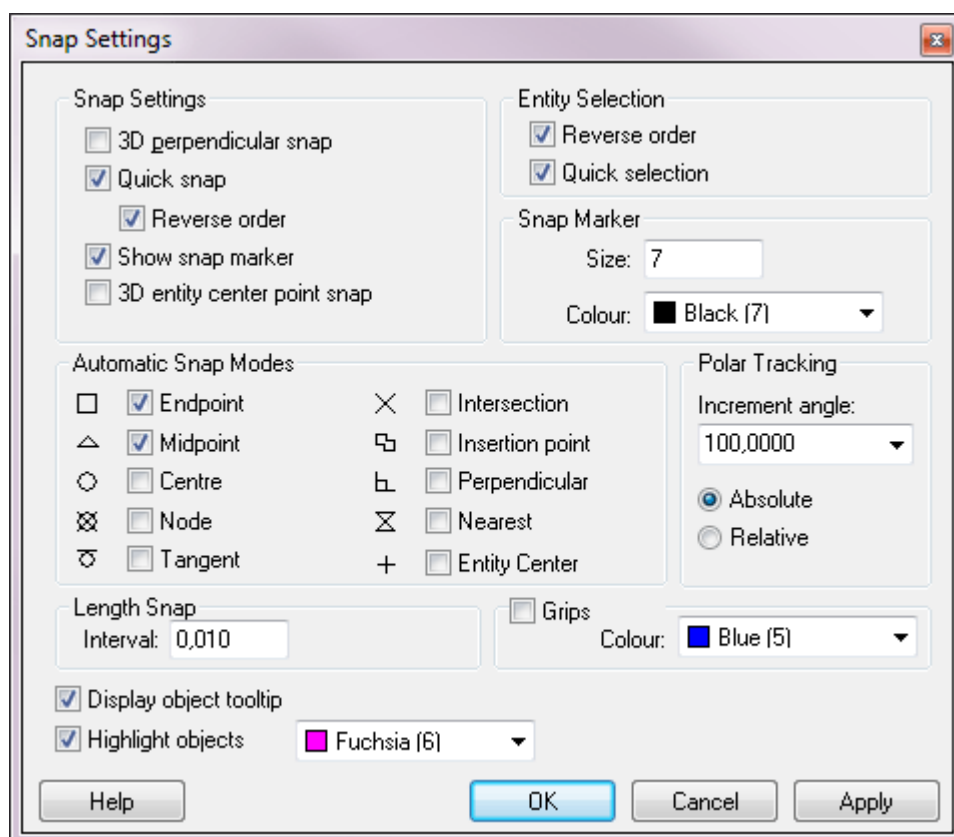 Snap Settings
Snap Settings
3D perpendicular snap
Quick snap
Reverse order
Show snap marker
3D entity center point snap
Entity Selection
Reverse order
Quick selection
Snap Marker
Size: 7
Colour: Black (7)
Automatic Snap Modes
Endpoint
Midpoint
Centre
Node
Tangent
Intersection
Insertion point
Perpendicular
Nearest
Entity Center
Polar Tracking
Increment angle:
100,0000
Absolute
Relative
Length Snap
Interval: 0,010
Grips
Colour: Blue (5)
Display object tooltip
Highlight objects Fuchsia (6)
Help OK Cancel Apply